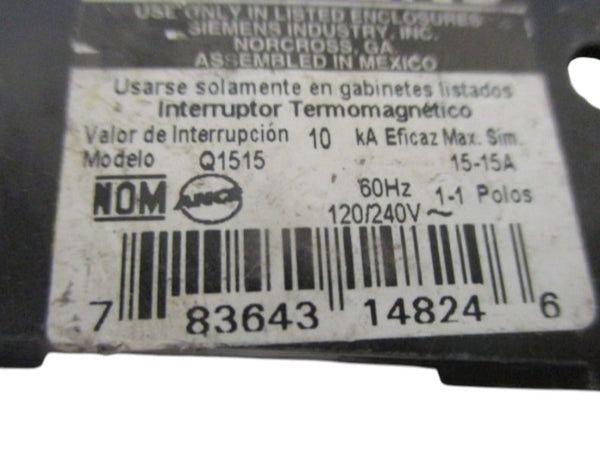 USE ONLY IN LISTED ENCLOSURES
SIEMENS INDUSTRY, INC.
NORCROSS, GA.
ASSEMBLED IN MEXICO
Usarse solamente en gabinetes listados
Interruptor Termomagnético
Valor de Interrupción 10 kA Eficaz Max. Sim.
Modelo Q1515 15-15A
NOM ANCE 60Hz 1-1 Polos
120/240V ~
7 83643 14824 6